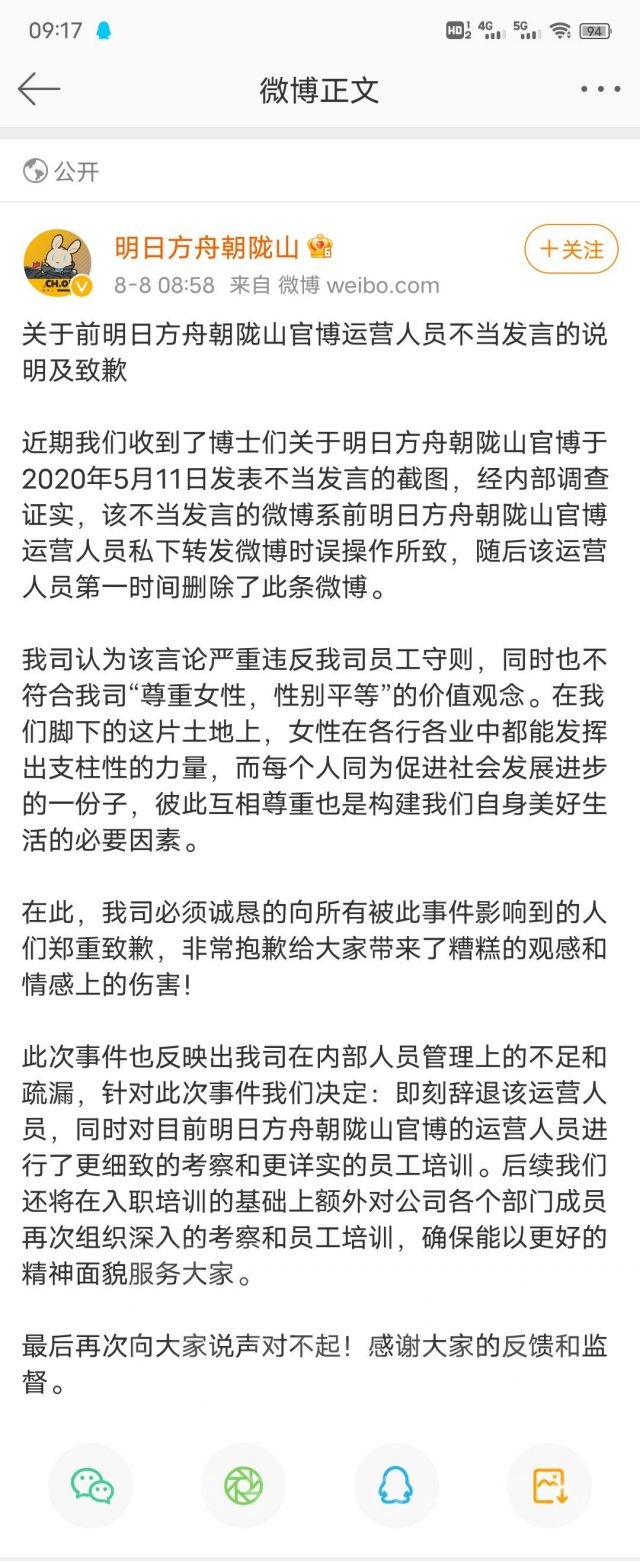 09:17
HD 1 2 4G 5G 94
微博正文
公开
明日方舟朝陇山
+关注
8-8 08:58 来自 微博 weibo.com
关于前明日方舟朝陇山官博运营人员不当发言的说
明及致歉
近期我们收到了博士们关于明日方舟朝陇山官博于
2020年5月11日发表不当发言的截图，经内部调查
证实，该不当发言的微博系前明日方舟朝陇山官博
运营人员私下转发微博时误操作所致，随后该运营
人员第一时间删除了此条微博。
我司认为该言论严重违反我司员工守则，同时也不
符合我司“尊重女性，性别平等”的价值观念。在我
们脚下的这片土地上，女性在各行各业中都能发挥
出支柱性的力量，而每个人同为促进社会发展进步
的一份子，彼此互相尊重也是构建我们自身美好生
活的必要因素。
在此，我司必须诚恳的向所有被此事件影响到的人
们郑重致歉，非常抱歉给大家带来了糟糕的观感和
情感上的伤害！
此次事件也反映出我司在内部人员管理上的不足和
疏漏，针对此次事件我们决定：即刻辞退该运营人
员，同时对目前明日方舟朝陇山官博的运营人员进
行了更细致的考察和更详实的员工培训。后续我们
还将在入职培训的基础上额外对公司各个部门成员
再次组织深入的考察和员工培训，确保能以更好的
精神面貌服务大家。
最后再次向大家说声对不起！感谢大家的反馈和监
督。